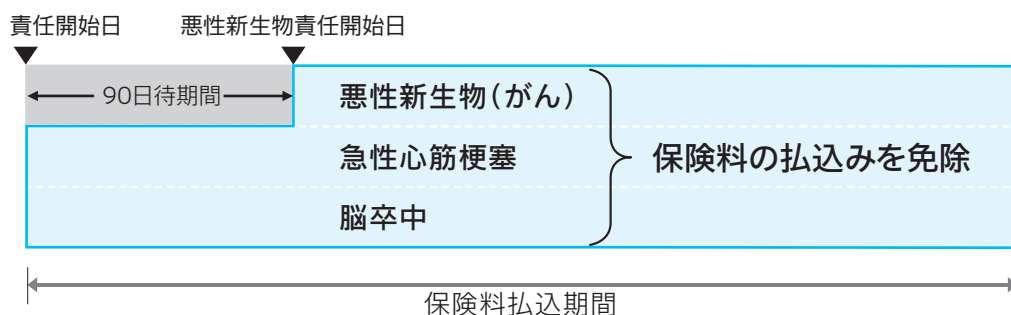 責任開始日
悪性新生物責任開始日
90日待期間
悪性新生物(がん)
急性心筋梗塞
脳卒中
保険料の払込みを免除
保険料払込期間